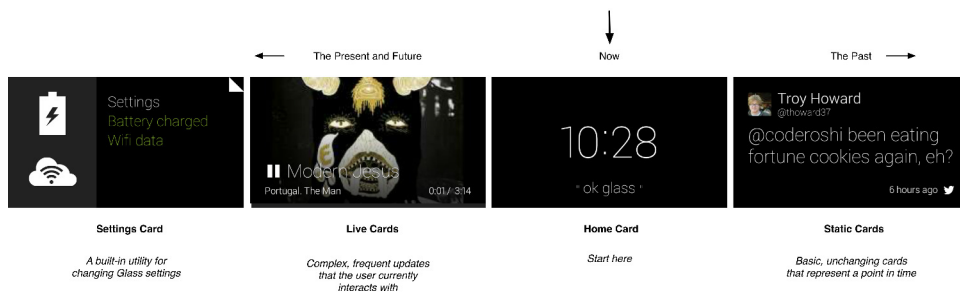 The Present and Future
Now
The Past
Settings
Battery charged
Wifi data
Modern Jesus
Portugal. The Man
0:01 / 3:14
10:28
" ok glass "
Troy Howard
@thoward37
@coderoshi been eating
fortune cookies again, eh?
6 hours ago
Settings Card
A built-in utility for
changing Glass settings
Live Cards
Complex, frequent updates
that the user currently
interacts with
Home Card
Start here
Static Cards
Basic, unchanging cards
that represent a point in time